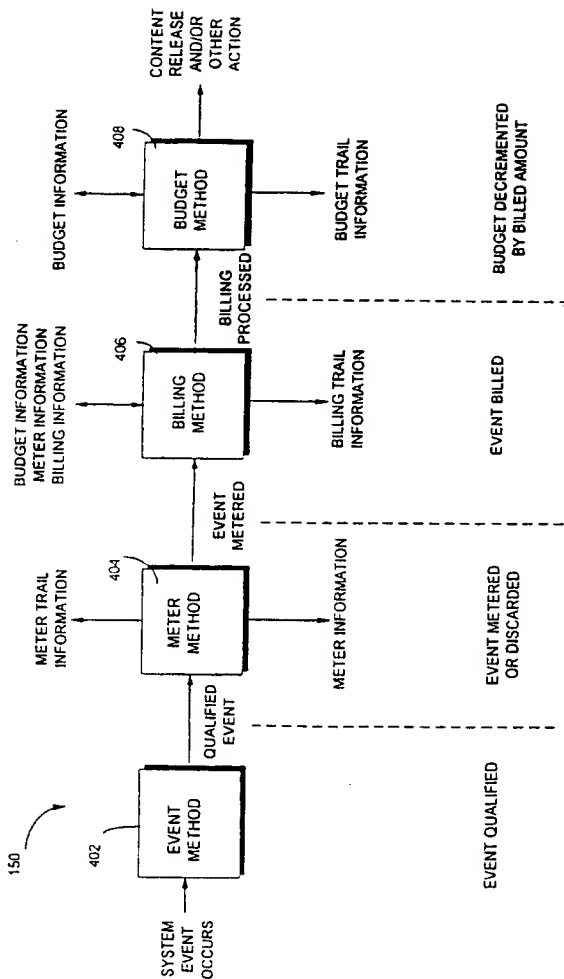 150
SYSTEM
EVENT
OCCURS
402
EVENT
METHOD
QUALIFIED
EVENT
EVENT QUALIFIED
METER TRAIL
INFORMATION
404
METER
METHOD
EVENT
METERED
METER INFORMATION
EVENT METERED
OR DISCARDED
BUDGET INFORMATION
METER INFORMATION
BILLING INFORMATION
406
BILLING
METHOD
BILLING
PROCESSED
BILLING TRAIL
INFORMATION
EVENT BILLED
BUDGET INFORMATION
408
BUDGET
METHOD
CONTENT
RELEASE
AND/OR
OTHER
ACTION
BUDGET TRAIL
INFORMATION
BUDGET DECREMENTED
BY BILLED AMOUNT